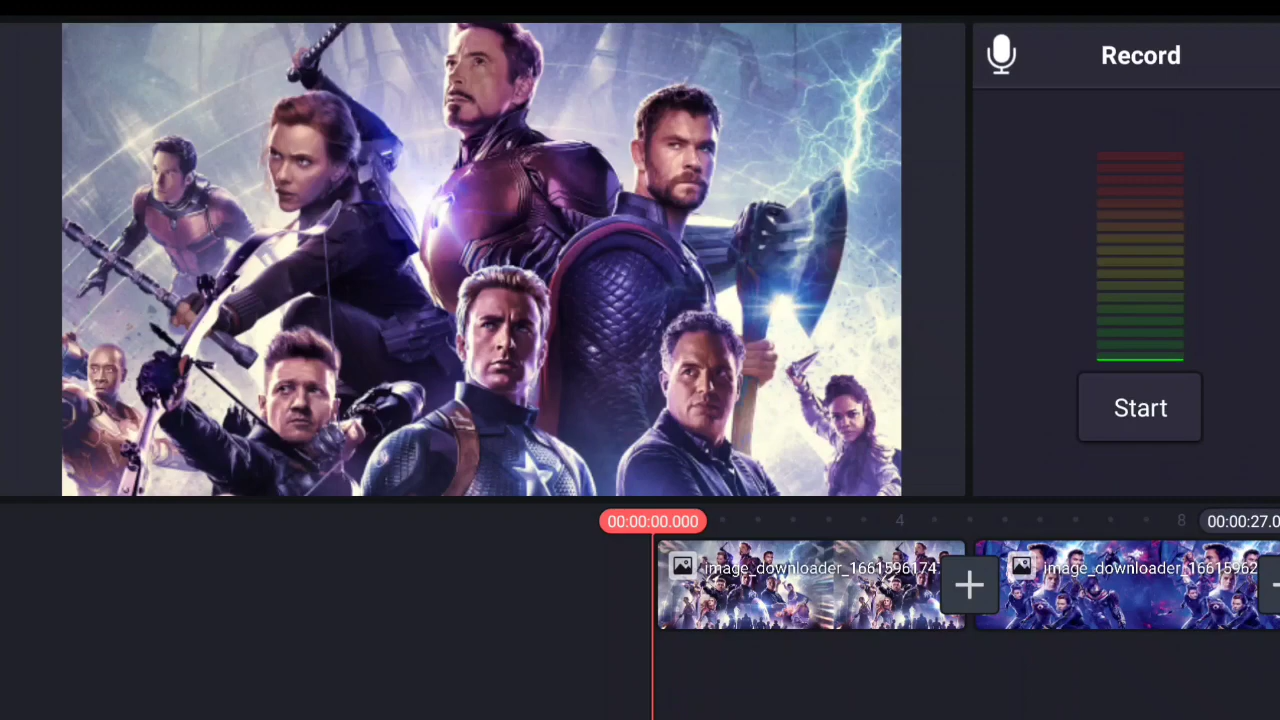 Record
Start
00:00:00.000
4
8
00:00:27.0
image_downloader_1661596174
image_downloader_16615962